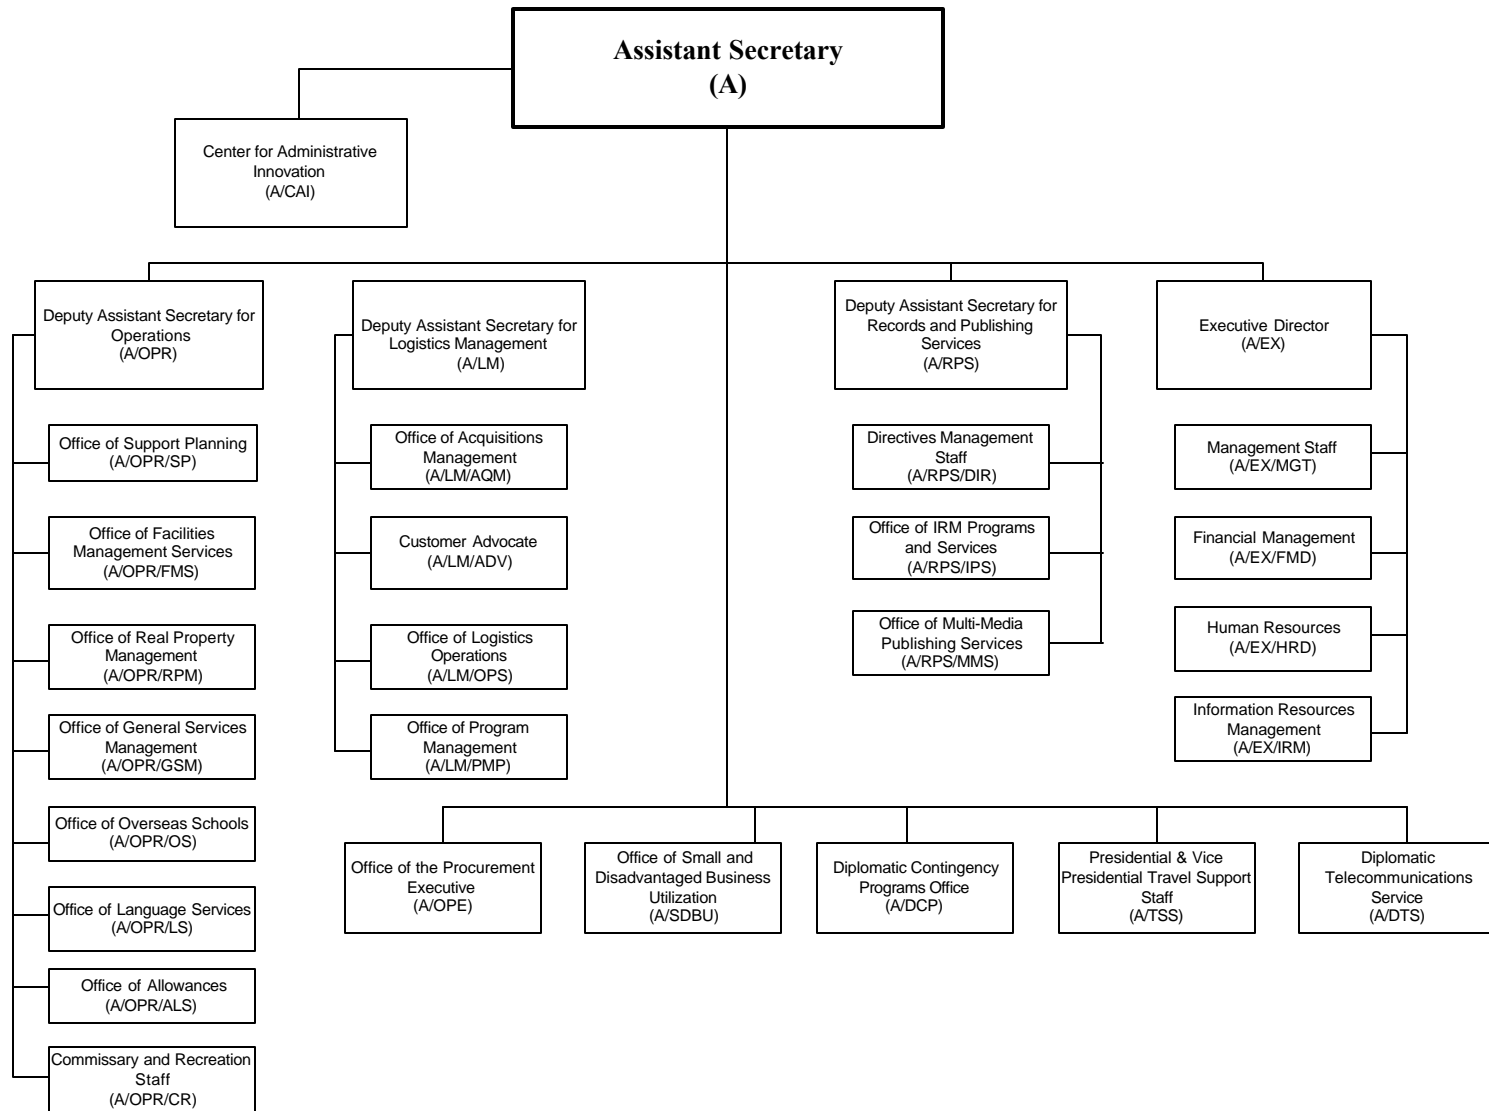 Assistant Secretary
(A)
Center for Administrative
Innovation
(A/CAI)
Deputy Assistant Secretary for
Operations
(A/OPR)
Office of Support Planning
(A/OPR/SP)
Office of Facilities
Management Services
(A/OPR/FMS)
Office of Real Property
Management
(A/OPR/RPM)
Office of General Services
Management
(A/OPR/GSM)
Office of Overseas Schools
(A/OPR/OS)
Office of Language Services
(A/OPR/LS)
Office of Allowances
(A/OPR/ALS)
Commissary and Recreation
Staff
(A/OPR/CR)
Deputy Assistant Secretary for
Logistics Management
(A/LM)
Office of Acquisitions
Management
(A/LM/AQM)
Customer Advocate
(A/LM/ADV)
Office of Logistics
Operations
(A/LM/OPS)
Office of Program
Management
(A/LM/PMP)
Deputy Assistant Secretary for
Records and Publishing
Services
(A/RPS)
Directives Management
Staff
(A/RPS/DIR)
Office of IRM Programs
and Services
(A/RPS/IPS)
Office of Multi-Media
Publishing Services
(A/RPS/MMS)
Executive Director
(A/EX)
Management Staff
(A/EX/MGT)
Financial Management
(A/EX/FMD)
Human Resources
(A/EX/HRD)
Information Resources
Management
(A/EX/IRM)
Office of the Procurement
Executive
(A/OPE)
Office of Small and
Disadvantaged Business
Utilization
(A/SDBU)
Diplomatic Contingency
Programs Office
(A/DCP)
Presidential & Vice
Presidential Travel Support
Staff
(A/TSS)
Diplomatic
Telecommunications
Service
(A/DTS)